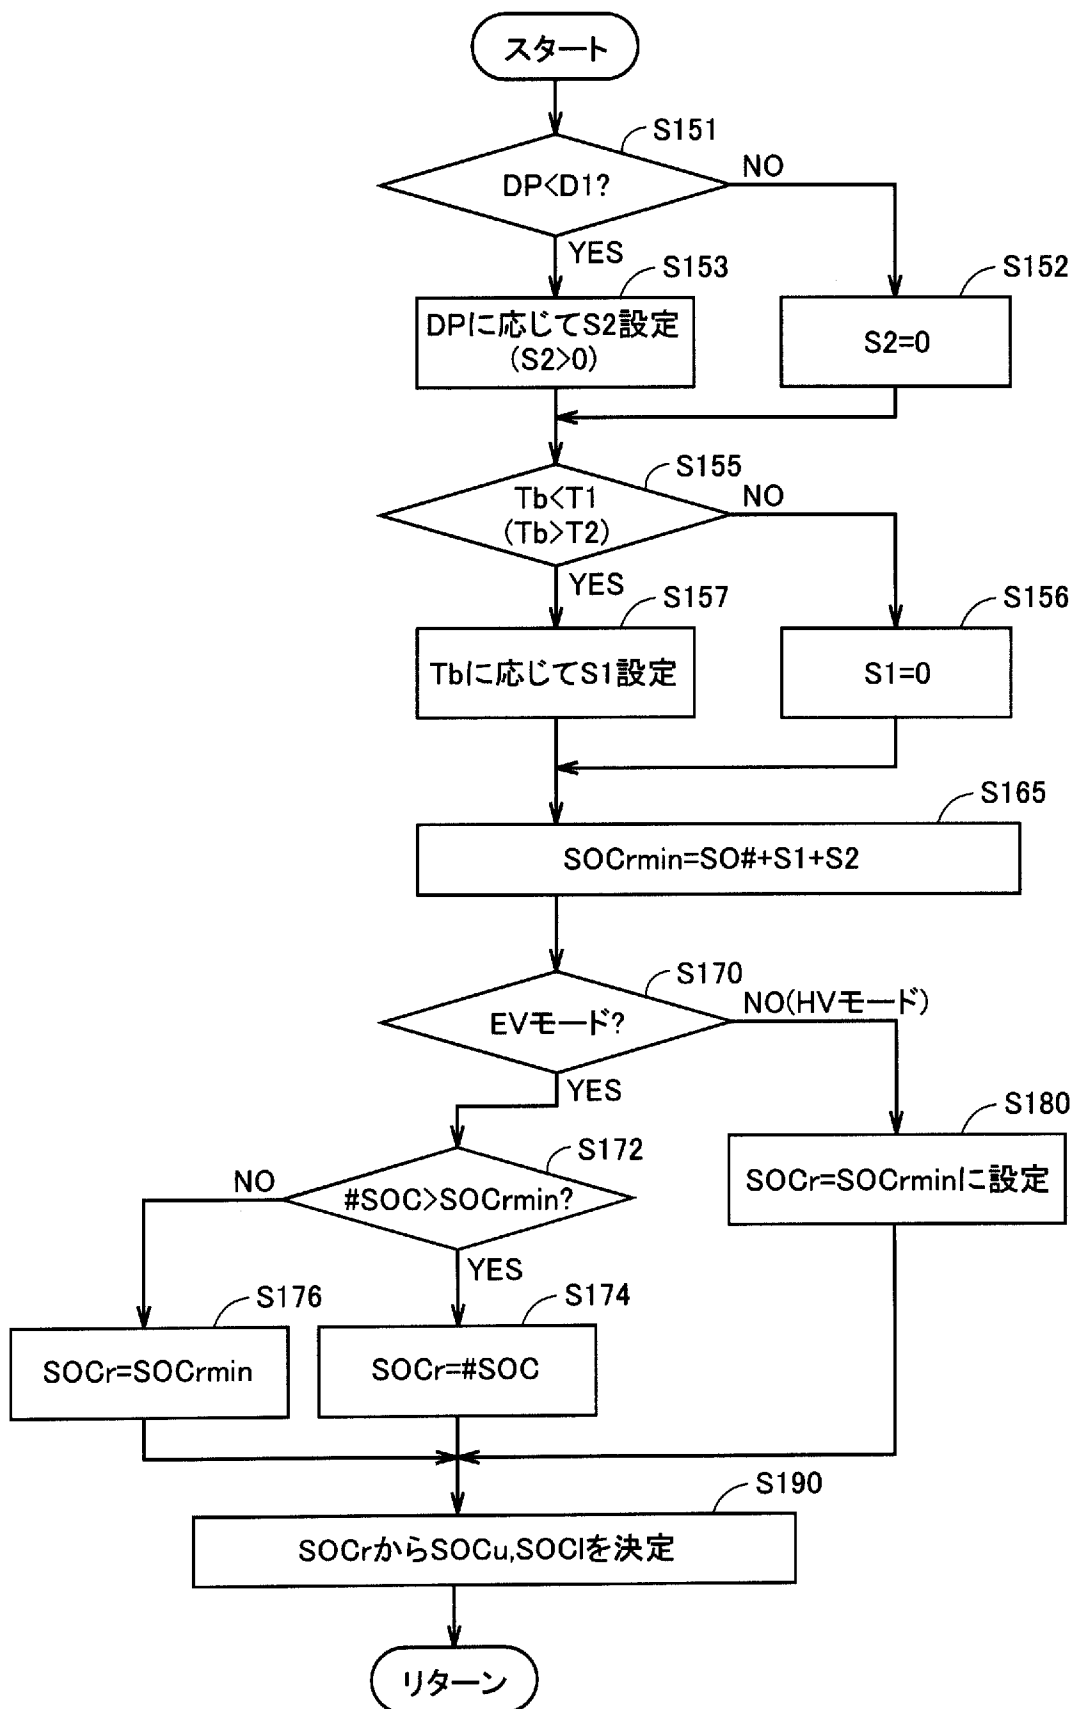 スタート
S151
DP<D1?
NO
YES
S153
S152
DPに応じてS2設定
(S2>0)
S2=0
S155
Tb<T1
(Tb>T2)
NO
YES
S157
S156
Tbに応じてS1設定
S1=0
S165
SOCrmin=SO#+S1+S2
S170
EVモード?
NO(HVモード)
YES
S180
SOCr=SOCrminに設定
S172
#SOC>SOCrmin?
NO
YES
S176
S174
SOCr=SOCrmin
SOCr=#SOC
S190
SOCrからSOCu,SOClを決定
リターン